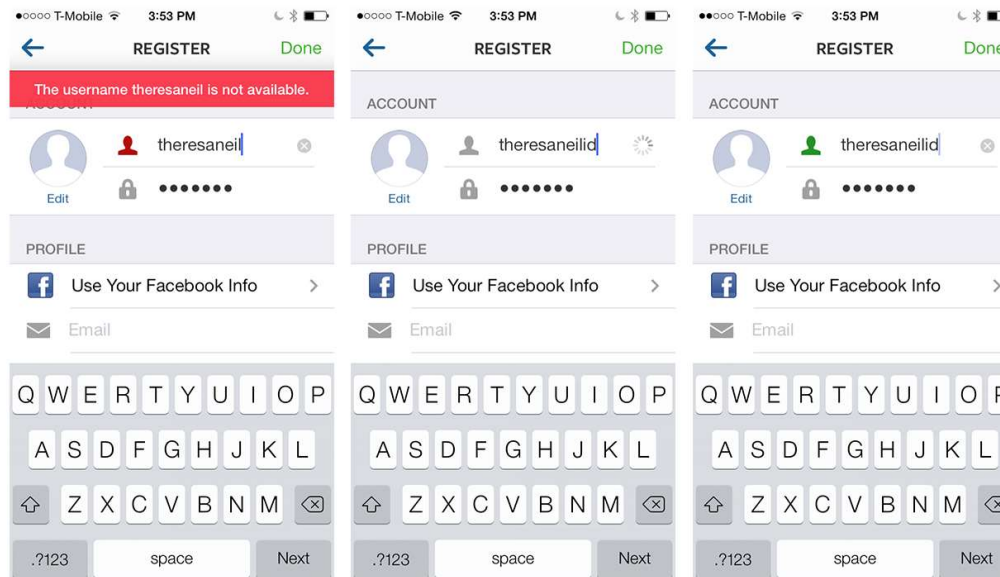 ●○○○○ T-Mobile 3:53 PM
REGISTER Done
The username theresaneil is not available.
theresaneil
●●●●●●●
Edit
PROFILE
f Use Your Facebook Info
Email
Q W E R T Y U I O P
A S D F G H J K L
Z X C V B N M
.?123 space Next
●○○○○ T-Mobile 3:53 PM
REGISTER Done
ACCOUNT
theresaneilid
●●●●●●●
Edit
PROFILE
f Use Your Facebook Info
Email
Q W E R T Y U I O P
A S D F G H J K L
Z X C V B N M
.?123 space Next
●●○○○ T-Mobile 3:53 PM
REGISTER Done
ACCOUNT
theresaneilid
●●●●●●●
Edit
PROFILE
f Use Your Facebook Info
Email
Q W E R T Y U I O P
A S D F G H J K L
Z X C V B N M
.?123 space Next